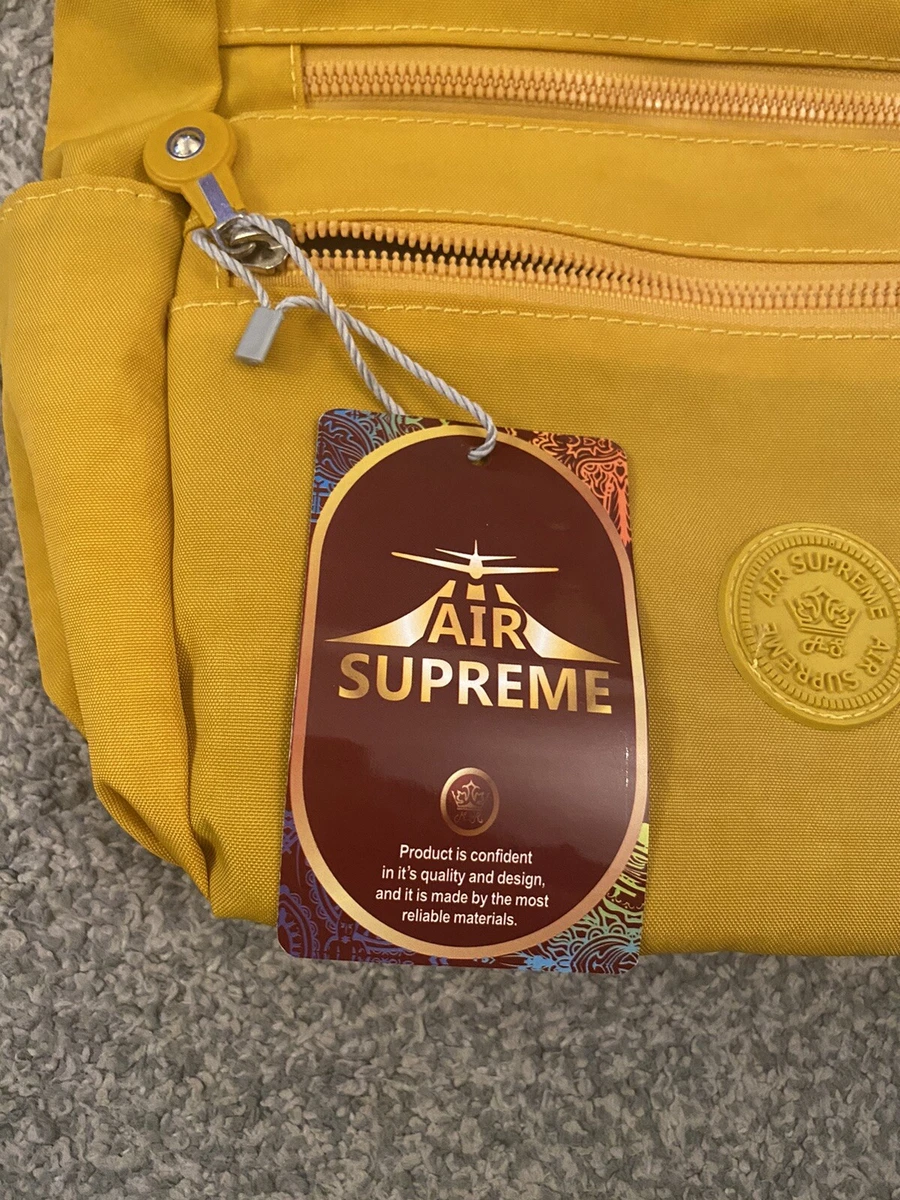 AIR
SUPREME
Product is confident
in it's quality and design,
and it is made by the most
reliable materials.
AIR SUPREME
AIR SUPREME